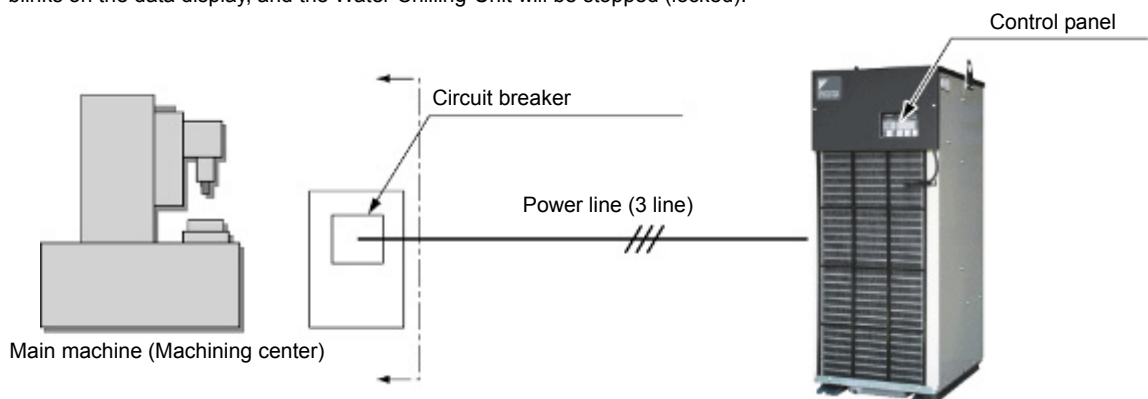 blinks on the data display, and the Water Chilling Unit will be stopped (locked).
Control panel
Circuit breaker
Power line (3 line)
Main machine (Machining center)